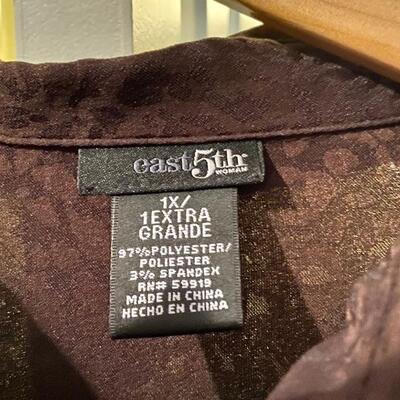 east5th
WOMAN
1X/
1EXTRA
GRANDE
97%POLYESTER/
POLIESTER
3% SPANDEX
RN# 59919
MADE IN CHINA
HECHO EN CHINA